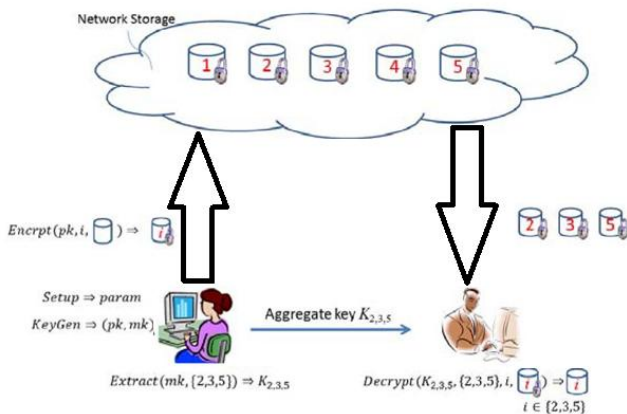 Network Storage
1 2 3 4 5
Encrpt(pk, i, ) ⇒ i
2 3 5
Setup ⇒ param
KeyGen ⇒ (pk, mk)
Aggregate key K₂,₃,₅
Extract(mk, {2,3,5}) ⇒ K₂,₃,₅
Decrypt(K₂,₃,₅, {2,3,5}, i, i) ⇒ i
i ∈ {2,3,5}